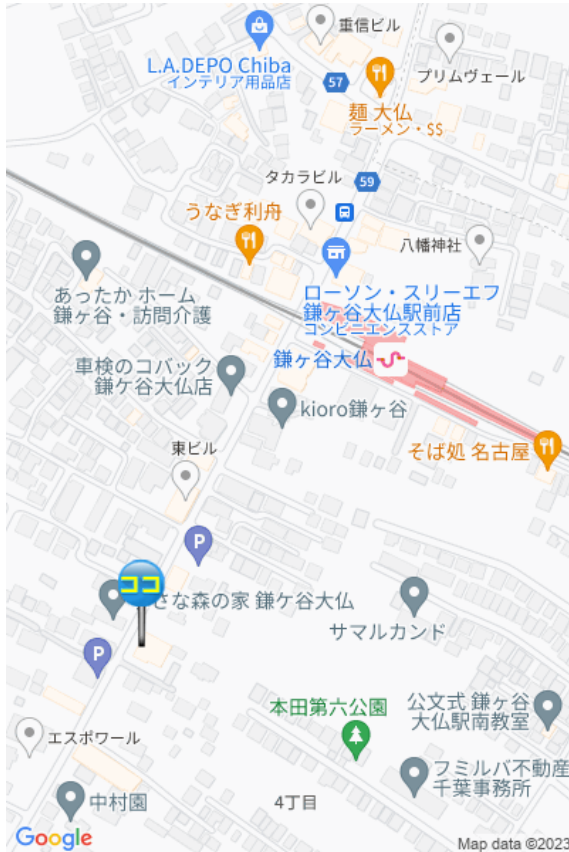 重信ビル
L.A.DEPO Chiba
インテリア用品店
57
プリムヴェール
麺 大仏
ラーメン・SS
タカラビル
59
うなぎ利舟
八幡神社
あったか ホーム
鎌ヶ谷・訪問介護
ローソン・スリーエフ
鎌ヶ谷大仏駅前店
コンビニエンスストア
車検のコバック
鎌ケ谷大仏店
鎌ヶ谷大仏
kioro鎌ヶ谷
東ビル
そば処 名古屋
P
ココ
さな森の家 鎌ケ谷大仏
サマルカンド
P
本田第六公園
公文式 鎌ヶ谷
大仏駅南教室
エスポワール
フミルバ不動産
千葉事務所
中村園
4丁目
Google
Map data ©2023